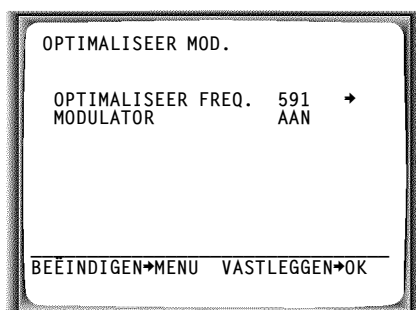 OPTIMALISEER MOD.
OPTIMALISEER FREQ. 591 ➔
MODULATOR AAN
BEËINDIGEN➔MENU VASTLEGGEN➔OK